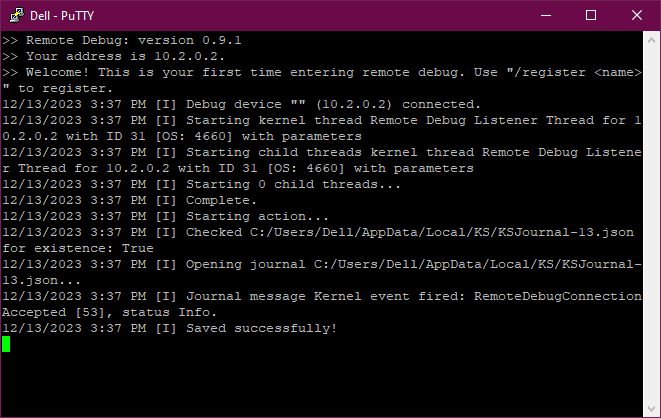 Dell - PuTTY
>> Remote Debug: version 0.9.1
>> Your address is 10.2.0.2.
>> Welcome! This is your first time entering remote debug. Use "/register <name>
" to register.
12/13/2023 3:37 PM [I] Debug device "" (10.2.0.2) connected.
12/13/2023 3:37 PM [I] Starting kernel thread Remote Debug Listener Thread for 1
0.2.0.2 with ID 31 [OS: 4660] with parameters
12/13/2023 3:37 PM [I] Starting child threads kernel thread Remote Debug Listene
r Thread for 10.2.0.2 with ID 31 [OS: 4660] with parameters
12/13/2023 3:37 PM [I] Starting 0 child threads...
12/13/2023 3:37 PM [I] Complete.
12/13/2023 3:37 PM [I] Starting action...
12/13/2023 3:37 PM [I] Checked C:/Users/Dell/AppData/Local/KS/KSJournal-13.json
for existence: True
12/13/2023 3:37 PM [I] Opening journal C:/Users/Dell/AppData/Local/KS/KSJournal-
13.json...
12/13/2023 3:37 PM [I] Journal message Kernel event fired: RemoteDebugConnection
Accepted [53], status Info.
12/13/2023 3:37 PM [I] Saved successfully!